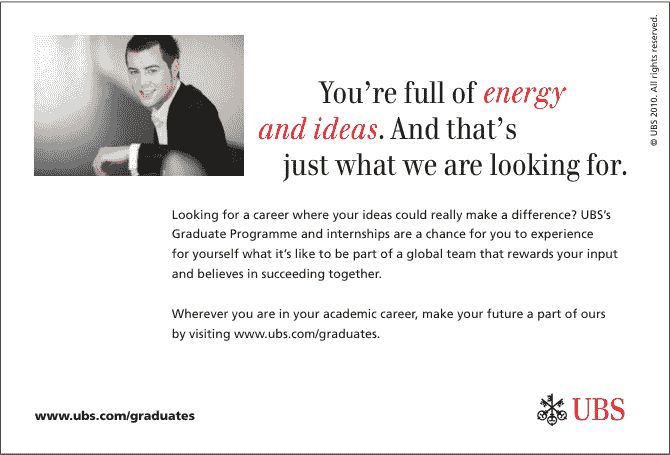 You’re full of energy
and ideas. And that’s
just what we are looking for.
Looking for a career where your ideas could really make a difference? UBS’s
Graduate Programme and internships are a chance for you to experience
for yourself what it’s like to be part of a global team that rewards your input
and believes in succeeding together.
Wherever you are in your academic career, make your future a part of ours
by visiting www.ubs.com/graduates.
www.ubs.com/graduates
UBS
© UBS 2010. All rights reserved.